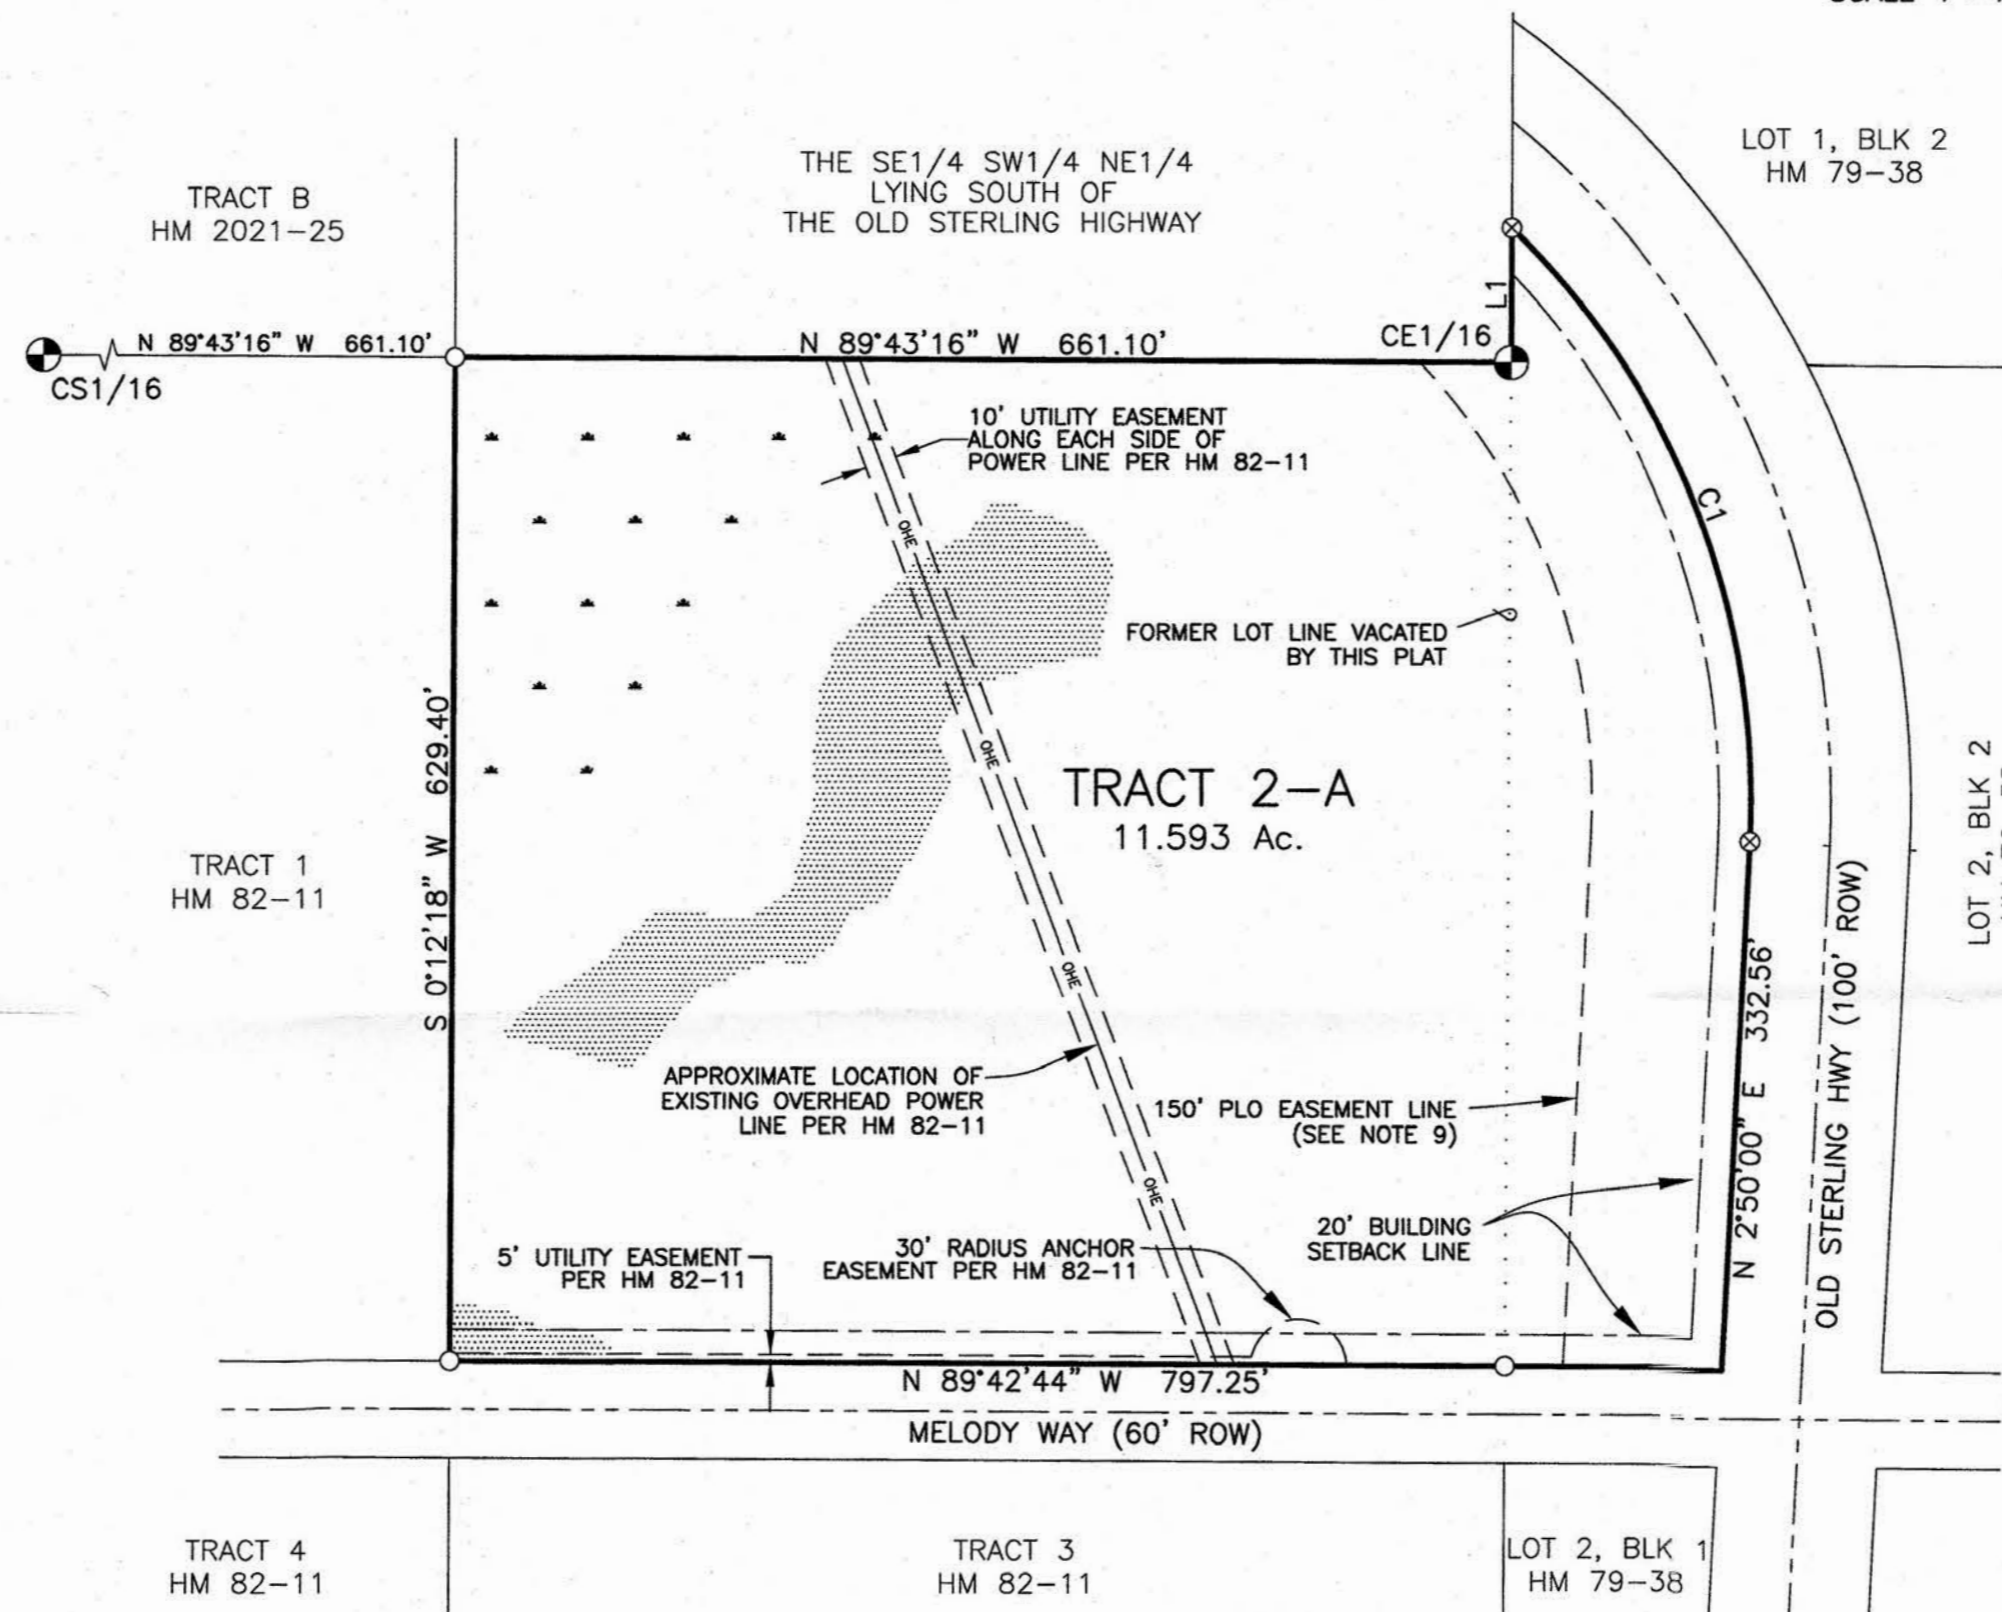 LOT 1, BLK 2
HM 79-38
THE SE1/4 SW1/4 NE1/4
LYING SOUTH OF
THE OLD STERLING HIGHWAY
TRACT B
HM 2021-25
L1
N 89°43'16" W 661.10'
CS1/16
N 89°43'16" W 661.10'
CE1/16
10' UTILITY EASEMENT
ALONG EACH SIDE OF
POWER LINE PER HM 82-11
C1
OHE
FORMER LOT LINE VACATED
BY THIS PLAT
S 0°12'18" W 629.40'
OHE
TRACT 2-A
11.593 Ac.
LOT 2, BLK 2
TRACT 1
HM 82-11
OHE
N 2°50'00" E 332.56'
OLD STERLING HWY (100' ROW)
APPROXIMATE LOCATION OF
EXISTING OVERHEAD POWER
LINE PER HM 82-11
150' PLO EASEMENT LINE
(SEE NOTE 9)
OHE
20' BUILDING
SETBACK LINE
5' UTILITY EASEMENT
PER HM 82-11
30' RADIUS ANCHOR
EASEMENT PER HM 82-11
N 89°42'44" W 797.25'
MELODY WAY (60' ROW)
TRACT 4
HM 82-11
TRACT 3
HM 82-11
LOT 2, BLK 1
HM 79-38